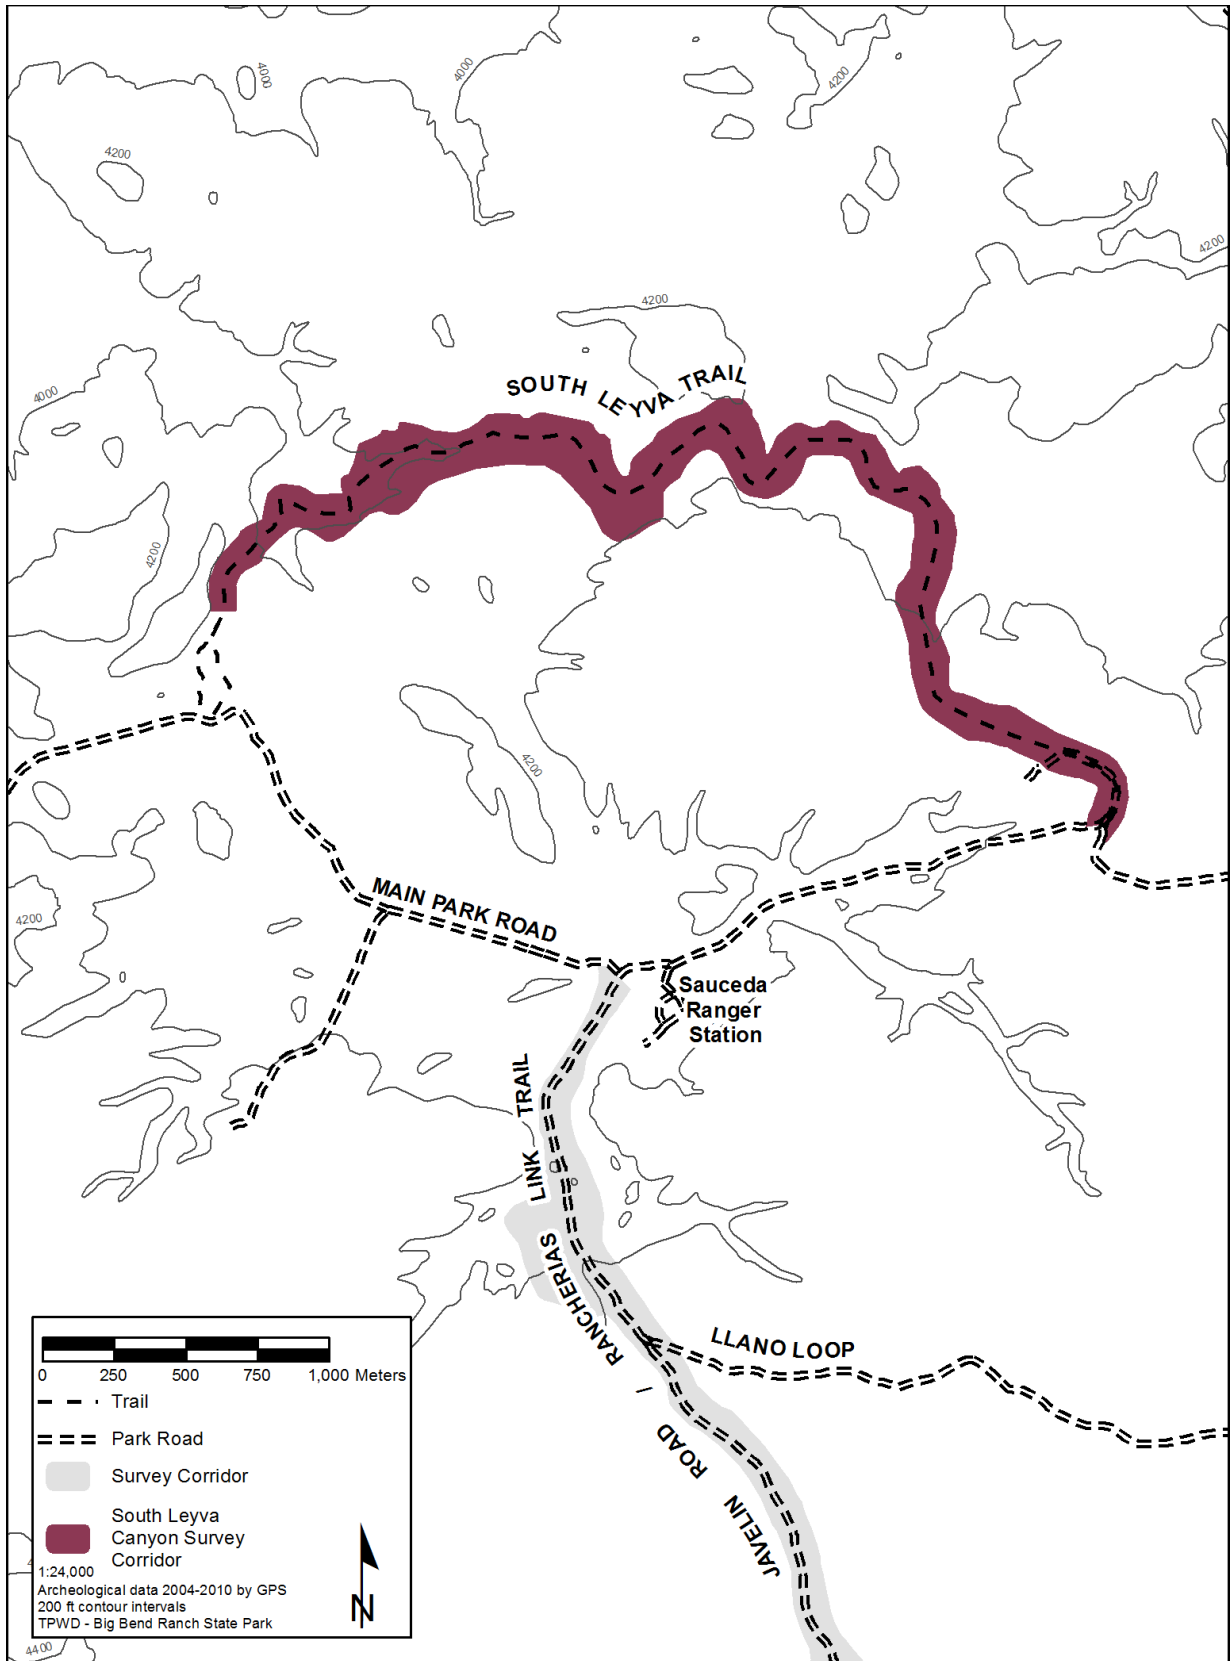 4000
4000
4200
4200
4200
4200
4000
SOUTH LEYVA TRAIL
4200
4200
MAIN PARK ROAD
4200
Sauceda
Ranger
Station
RANCHERIAS LINK TRAIL
LLANO LOOP
JAVELIN ROAD /
0 250 500 750 1,000 Meters
Trail
Park Road
Survey Corridor
South Leyva
Canyon Survey
Corridor
1:24,000
Archeological data 2004-2010 by GPS
200 ft contour intervals
TPWD - Big Bend Ranch State Park
N
4400